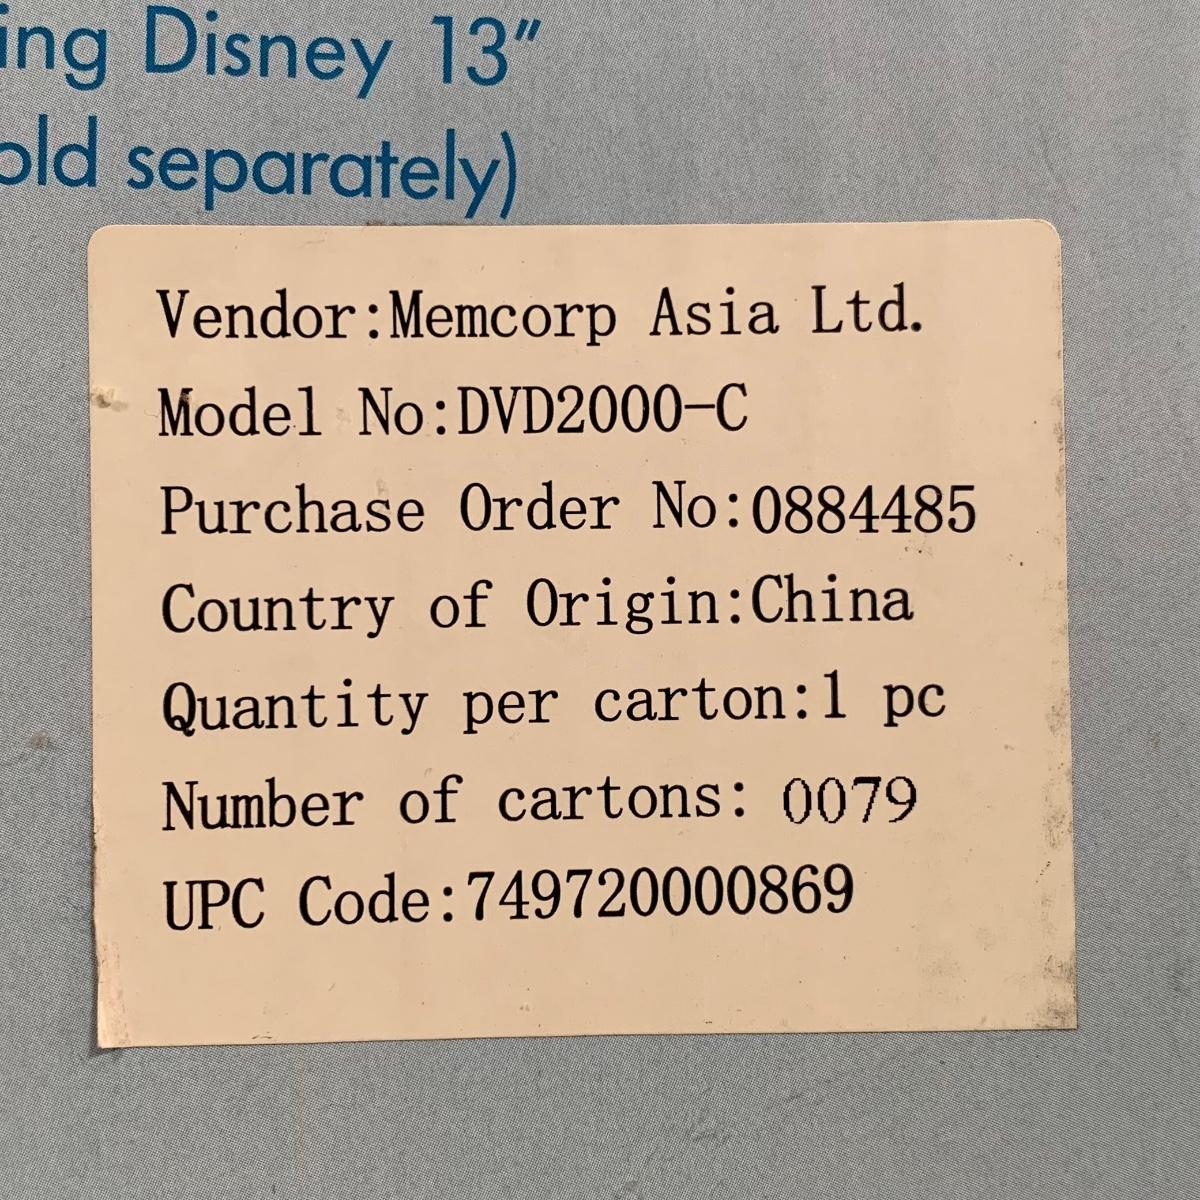 ing Disney 13"
old separately)
Vendor:Memcorp Asia Ltd.
Model No:DVD2000-C
Purchase Order No:0884485
Country of Origin:China
Quantity per carton:1 pc
Number of cartons: 0079
UPC Code:749720000869